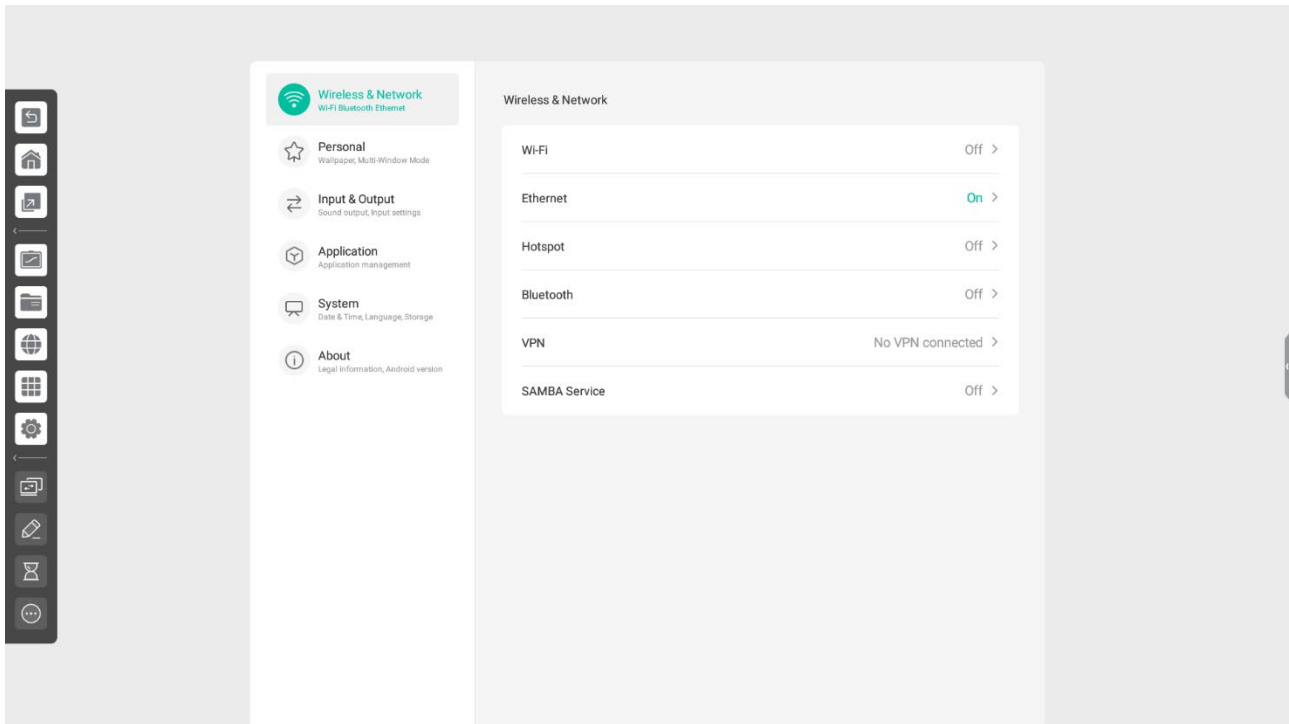 Wireless & Network
Wi-Fi Bluetooth Ethernet
Personal
Wallpaper, Multi-Window Mode
Input & Output
Sound output, Input settings
Application
Application management
System
Date & Time, Language, Storage
About
Legal Information, Android version
Wireless & Network
Wi-Fi Off
Ethernet On
Hotspot Off
Bluetooth Off
VPN No VPN connected
SAMBA Service Off